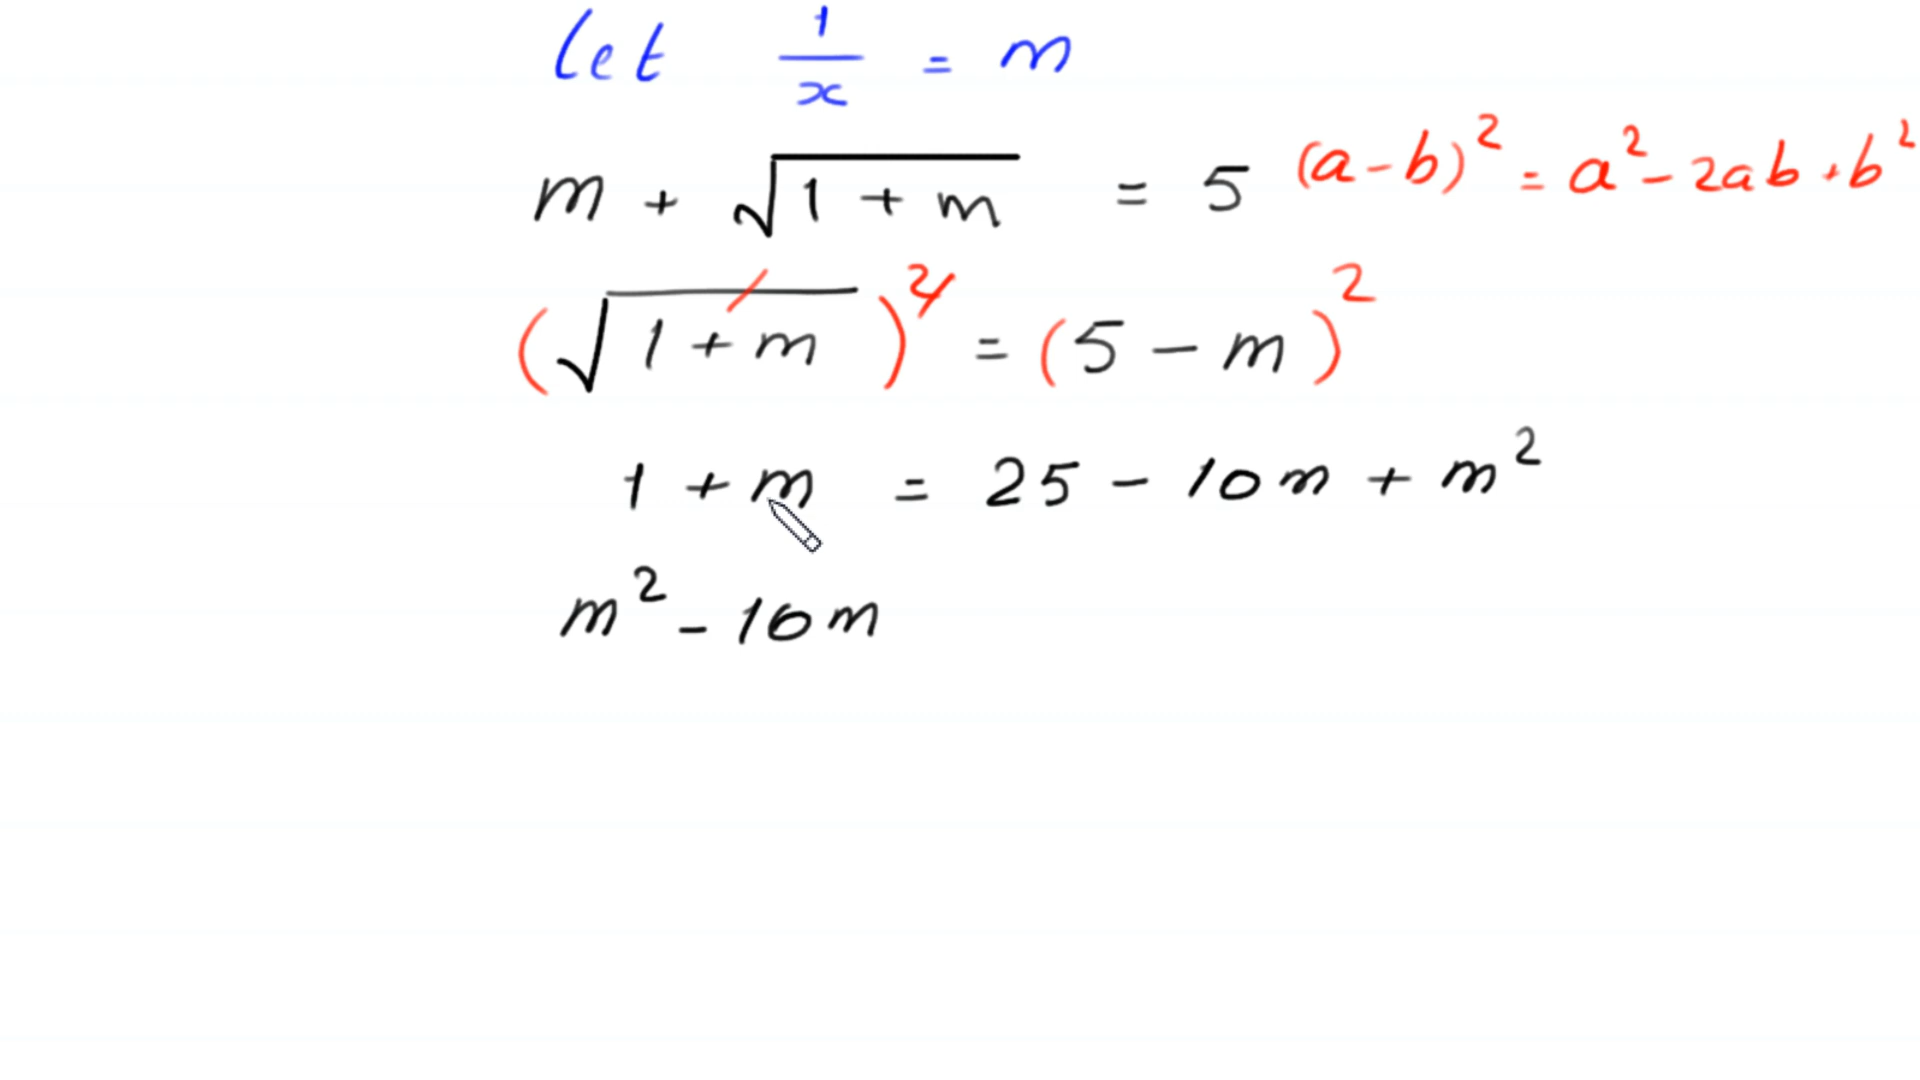 let 1/x = m
m + √(1 + m) = 5 (a - b)² = a² - 2ab + b²
(√(1 + m))² = (5 - m)²
1 + m = 25 - 10m + m²
m² - 10m